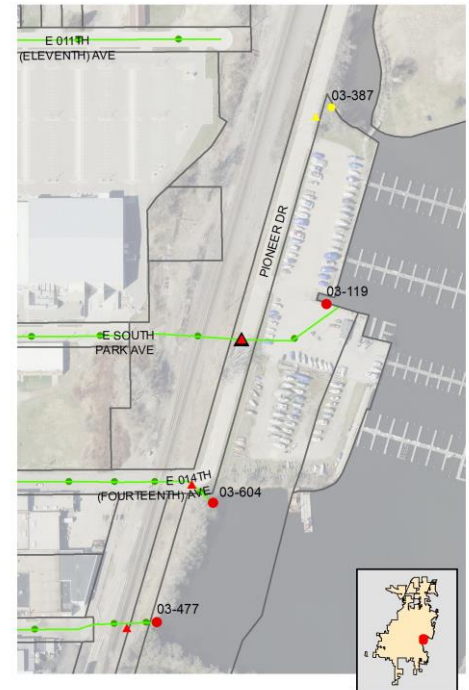 E 011TH
(ELEVENTH) AVE
03-387
PIONEER DR
03-119
E SOUTH
PARK AVE
E 014TH
(FOURTEENTH) AVE
03-604
03-477